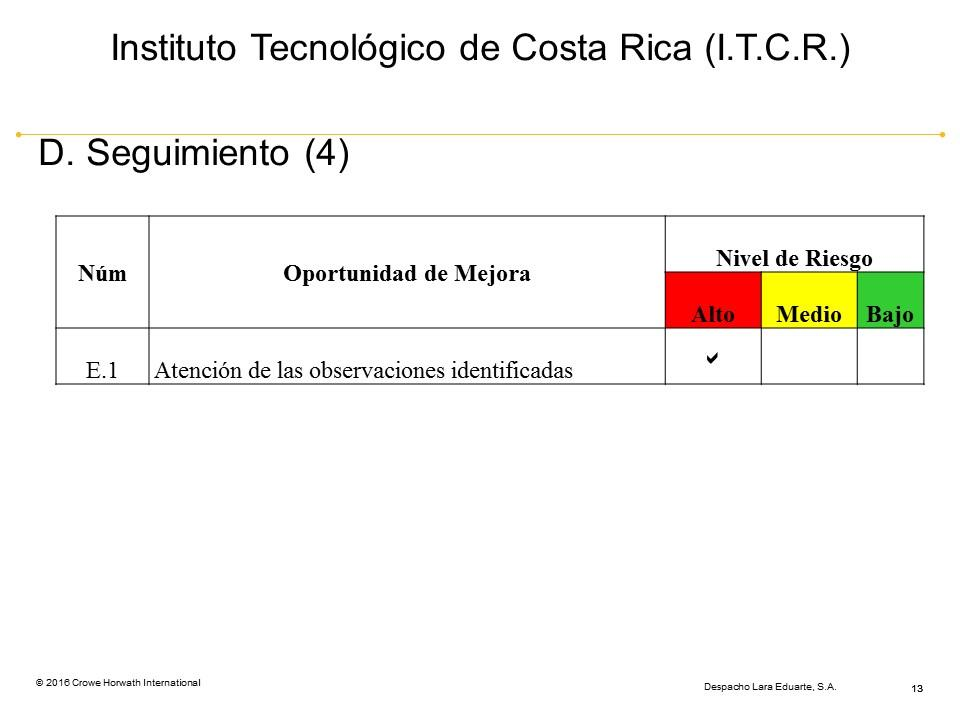 Instituto Tecnológico de Costa Rica (I.T.C.R.)
D. Seguimiento (4)
Núm
Oportunidad de Mejora
Nivel de Riesgo
Alto
Medio
Bajo
E.1
Atención de las observaciones identificadas
✓
© 2016 Crowe Horwath International
Despacho Lara Eduarte, S.A.
13